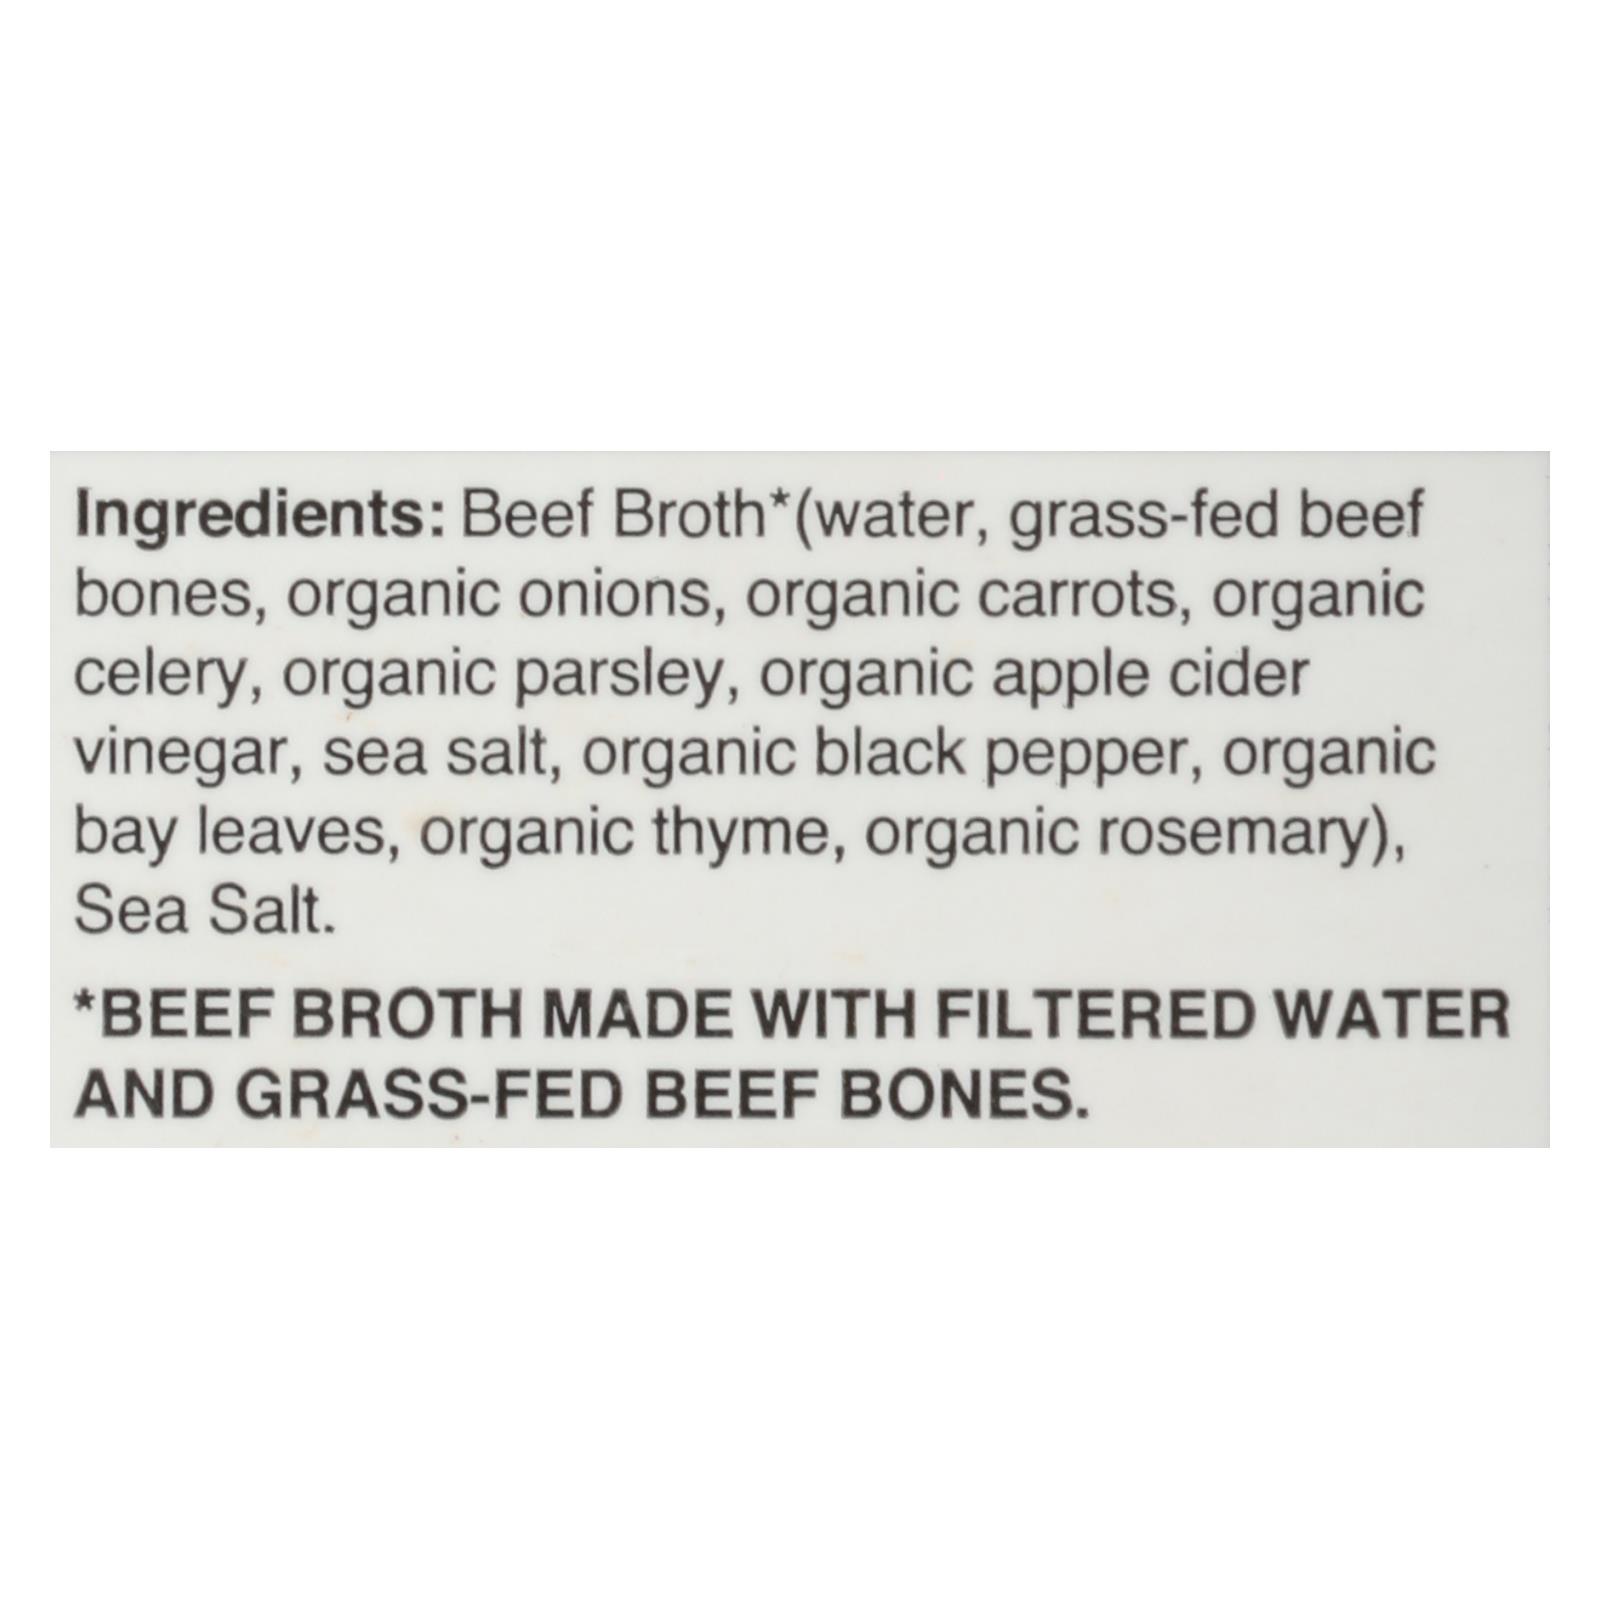 Ingredients: Beef Broth*(water, grass-fed beef
bones, organic onions, organic carrots, organic
celery, organic parsley, organic apple cider
vinegar, sea salt, organic black pepper, organic
bay leaves, organic thyme, organic rosemary),
Sea Salt.
*BEEF BROTH MADE WITH FILTERED WATER
AND GRASS-FED BEEF BONES.